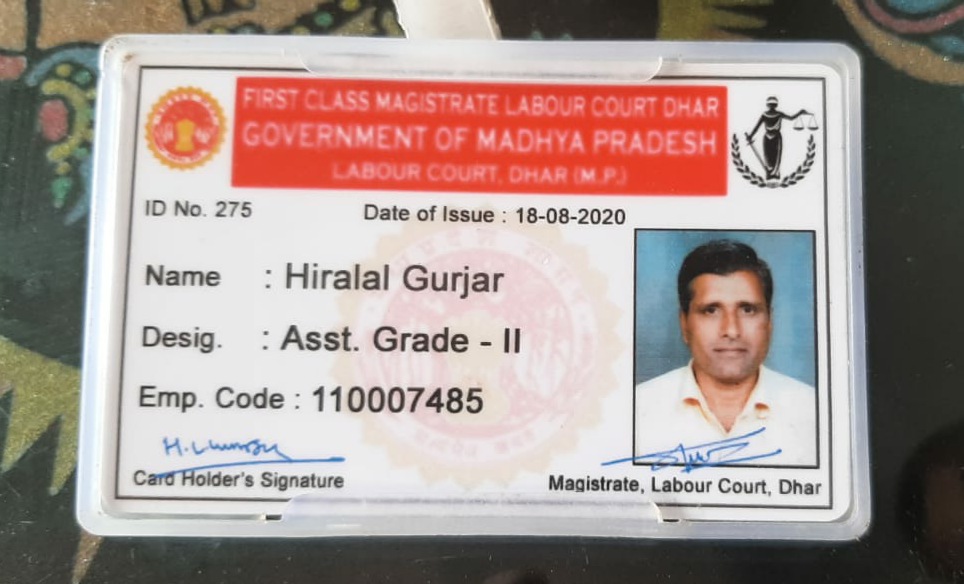 FIRST CLASS MAGISTRATE LABOUR COURT DHAR
GOVERNMENT OF MADHYA PRADESH
LABOUR COURT, DHAR (M.P.)
ID No. 275 Date of Issue : 18-08-2020
Name : Hiralal Gurjar
Desig. : Asst. Grade - II
Emp. Code : 110007485
Card Holder's Signature
Magistrate, Labour Court, Dhar